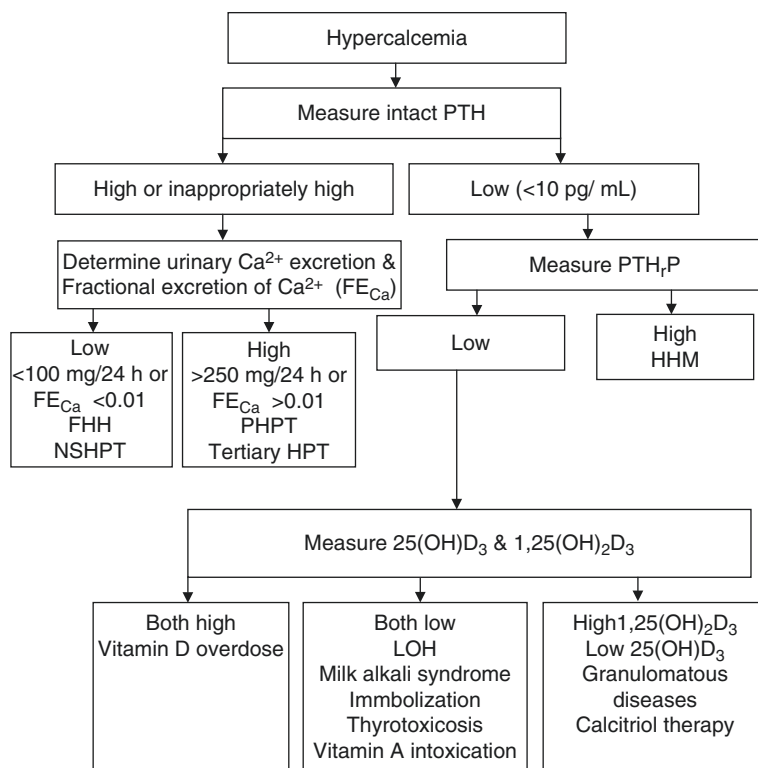 Hypercalcemia
Measure intact PTH
High or inappropriately high
Low (<10 pg/ mL)
Determine urinary Ca²⁺ excretion &
Fractional excretion of Ca²⁺ (FE_Ca)
Measure PTH_rP
Low
<100 mg/24 h or
FE_Ca <0.01
FHH
NSHPT
High
>250 mg/24 h or
FE_Ca >0.01
PHPT
Tertiary HPT
Low
High
HHM
Measure 25(OH)D₃ & 1,25(OH)₂D₃
Both high
Vitamin D overdose
Both low
LOH
Milk alkali syndrome
Immbolization
Thyrotoxicosis
Vitamin A intoxication
High1,25(OH)₂D₃
Low 25(OH)D₃
Granulomatous
diseases
Calcitriol therapy